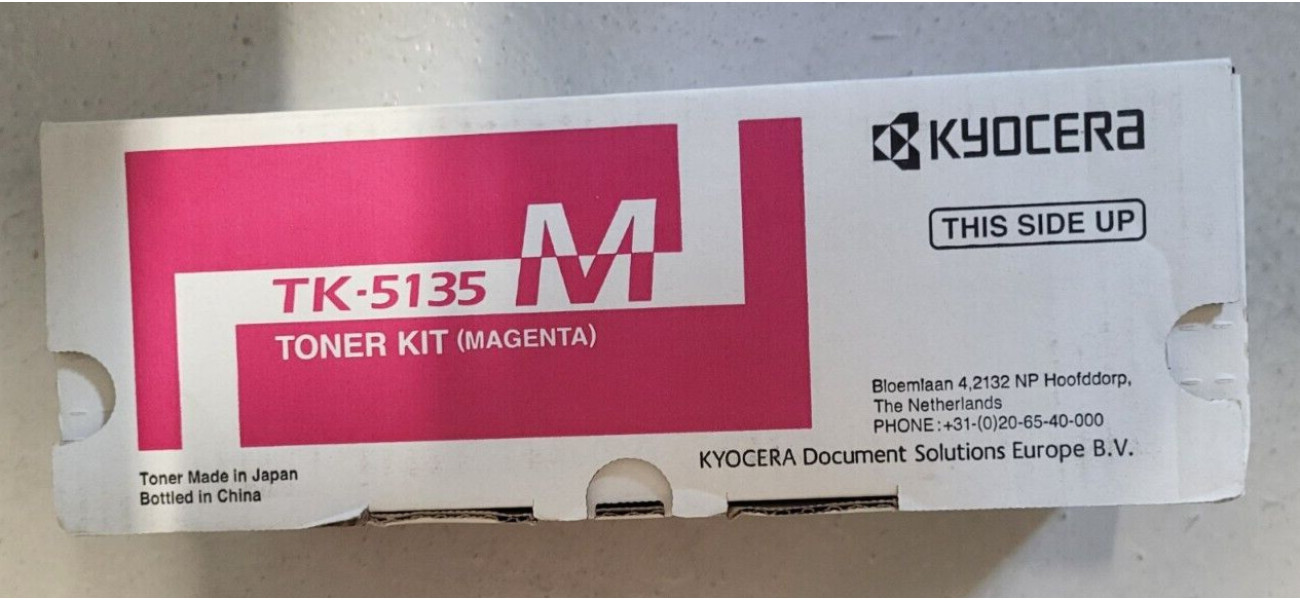 KYOCERA
THIS SIDE UP
M
TK-5135
TONER KIT (MAGENTA)
Bloemlaan 4,2132 NP Hoofddorp,
The Netherlands
PHONE:+31-(0)20-65-40-000
KYOCERA Document Solutions Europe B.V.
Toner Made in Japan
Bottled in China